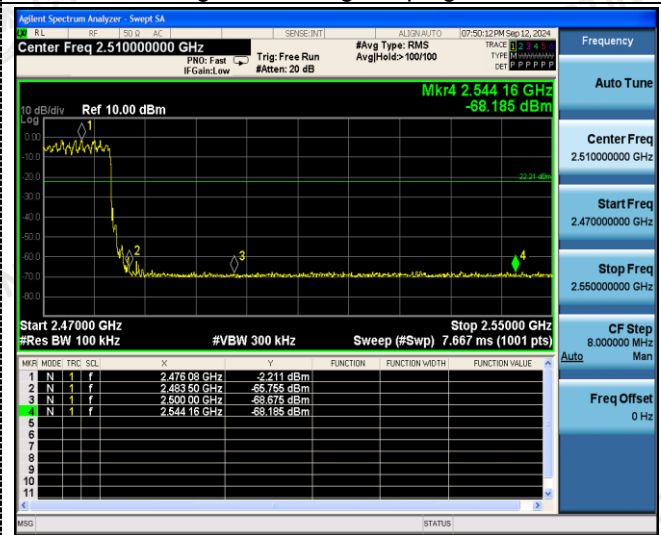 Agilent Spectrum Analyzer - Swept SA
RL RF 50 Ω AC SENSE:INT ALIGNAUTO 07:50:12PM Sep 12, 2024
Center Freq 2.510000000 GHz
PNO: Fast
IFGain:Low
Trig: Free Run
#Atten: 20 dB
#Avg Type: RMS
Avg|Hold:> 100/100
TRACE 1 2 3 4 5 6
TYPE M
DET P P P P P P
Mkr4 2.544 16 GHz
-68.185 dBm
10 dB/div Ref 10.00 dBm
Log
0.00
-10.0
-20.0
-30.0
-40.0
-50.0
-60.0
-70.0
-80.0
1
2
3
4
-22.21 dBm
Start 2.47000 GHz Stop 2.55000 GHz
#Res BW 100 kHz #VBW 300 kHz Sweep (#Swp) 7.667 ms (1001 pts)
MKR MODE TRC SCL X Y FUNCTION FUNCTION WIDTH FUNCTION VALUE
1 N 1 f 2.476 08 GHz -2.211 dBm
2 N 1 f 2.483 50 GHz -65.755 dBm
3 N 1 f 2.500 00 GHz -68.675 dBm
4 N 1 f 2.544 16 GHz -68.185 dBm
5
6
7
8
9
10
11
MSG STATUS
Frequency
Auto Tune
Center Freq
2.510000000 GHz
Start Freq
2.470000000 GHz
Stop Freq
2.550000000 GHz
CF Step
8.000000 MHz
Auto Man
Freq Offset
0 Hz